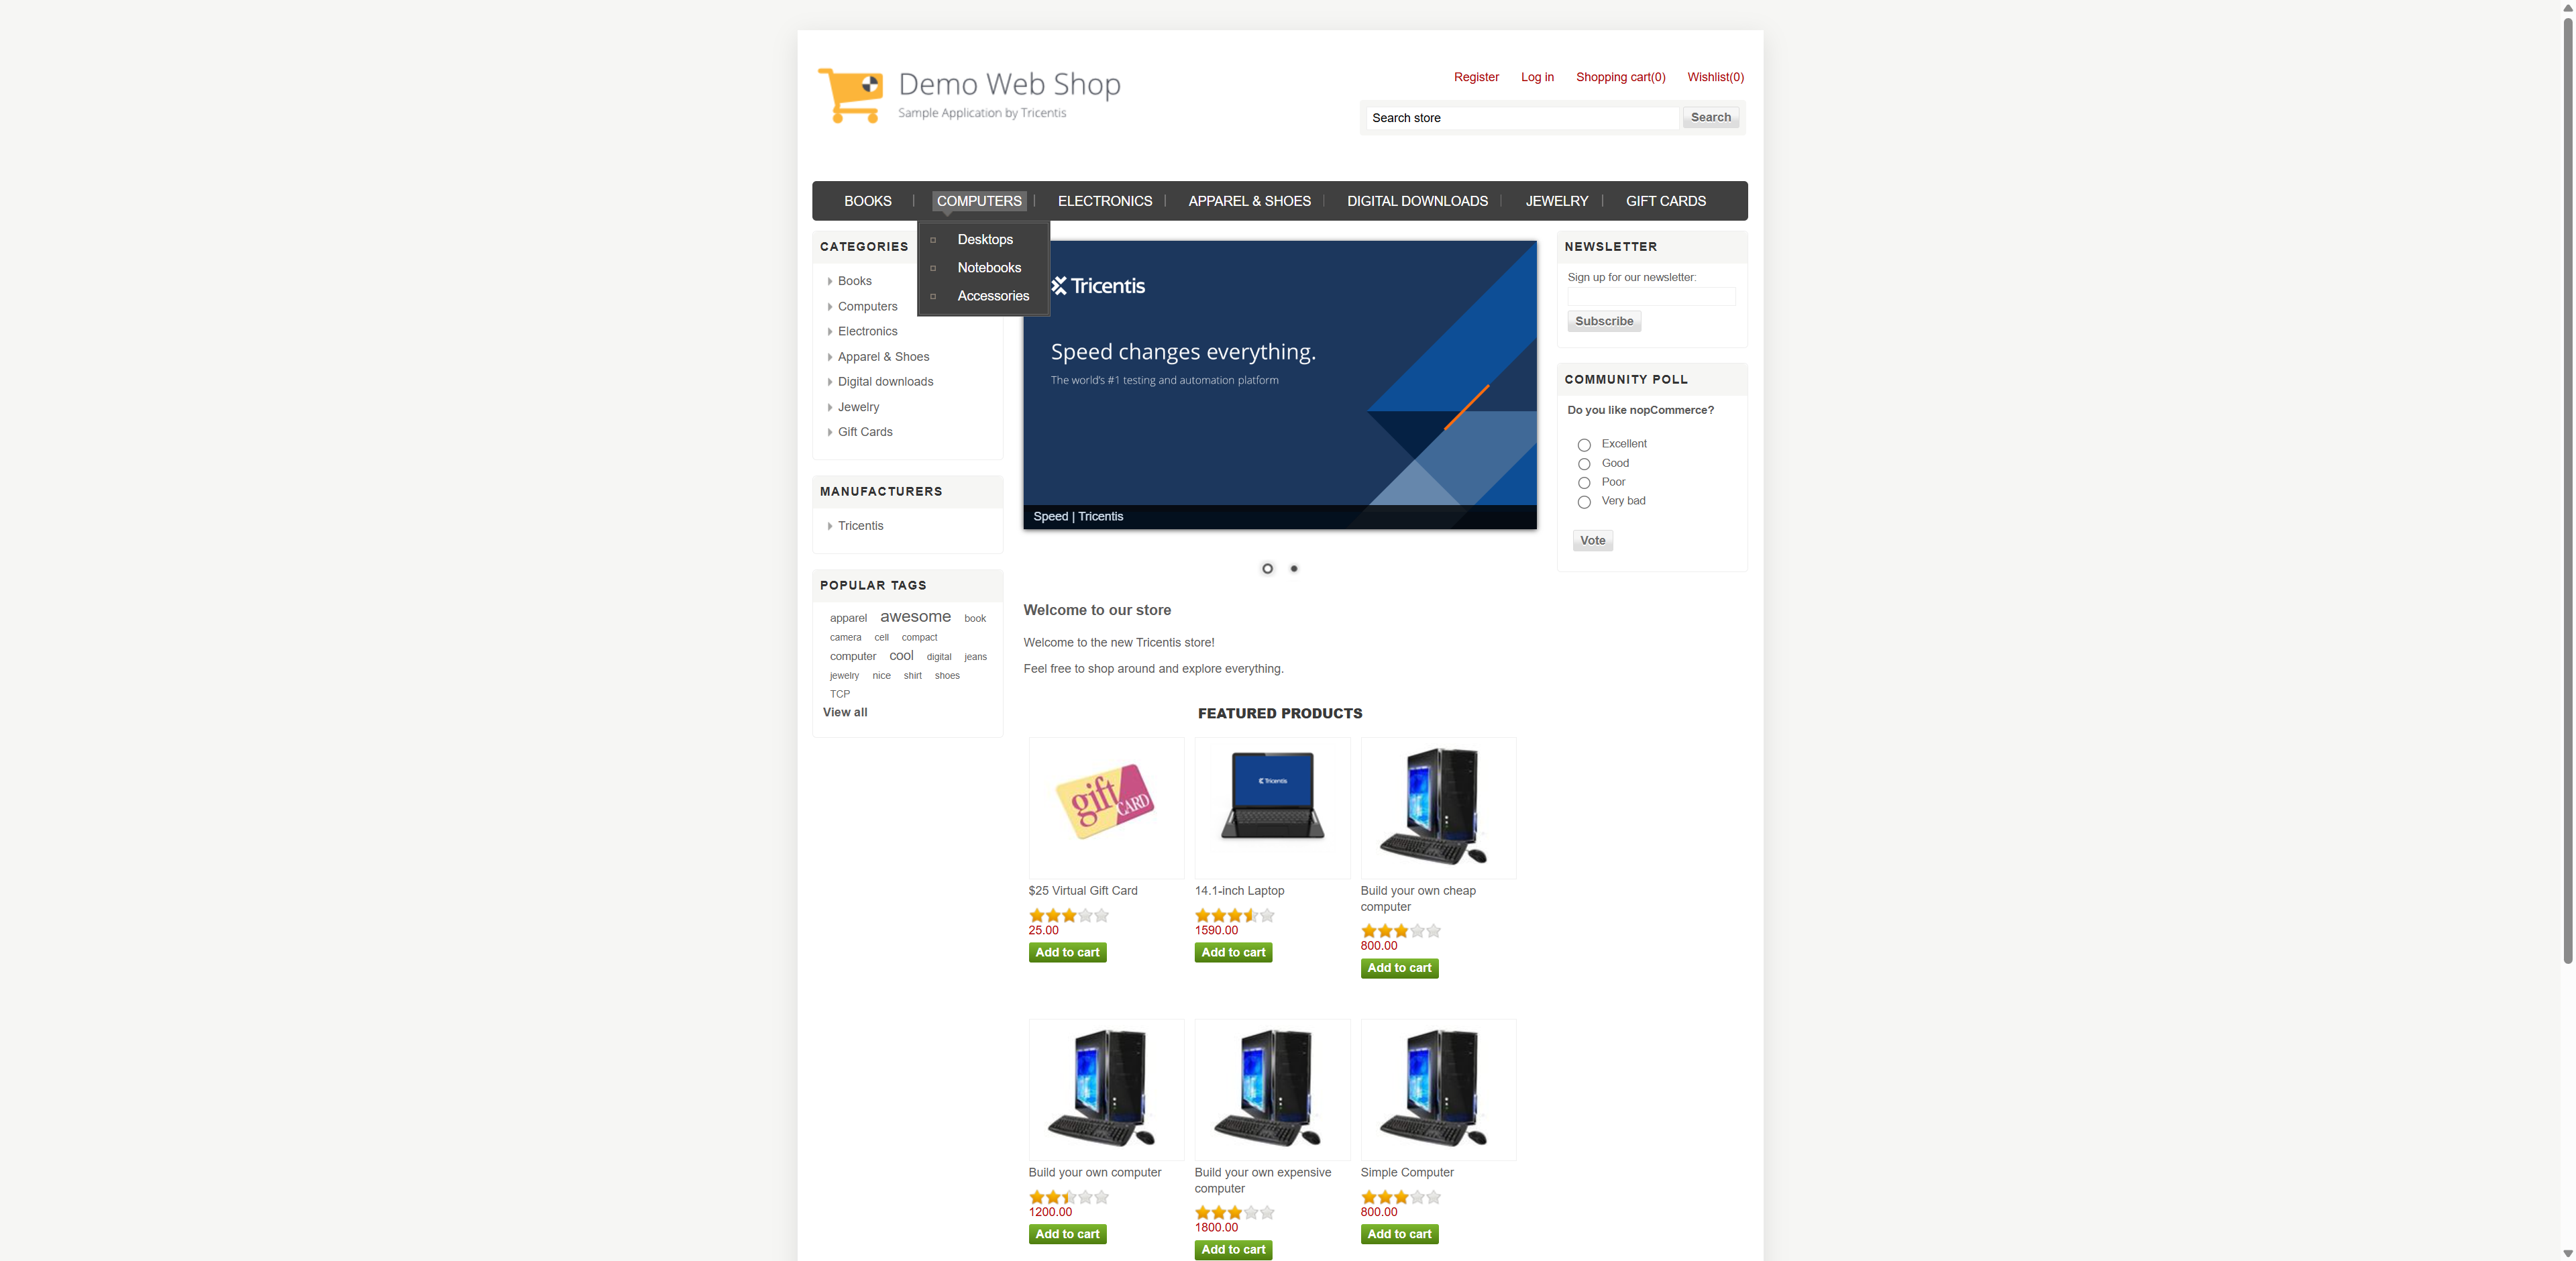 Demo Web Shop
Sample Application by Tricentis
Register Log in Shopping cart(0) Wishlist(0)
Search store Search
BOOKS COMPUTERS ELECTRONICS APPAREL & SHOES DIGITAL DOWNLOADS JEWELRY GIFT CARDS
Desktops
Notebooks
Accessories
CATEGORIES
Books
Computers
Electronics
Apparel & Shoes
Digital downloads
Jewelry
Gift Cards
MANUFACTURERS
Tricentis
POPULAR TAGS
apparel awesome book
camera cell compact
computer cool digital jeans
jewelry nice shirt shoes
TCP
View all
Tricentis
Speed changes everything.
The world's #1 testing and automation platform
Speed | Tricentis
Welcome to our store
Welcome to the new Tricentis store!
Feel free to shop around and explore everything.
FEATURED PRODUCTS
gift CARD
$25 Virtual Gift Card
25.00
Add to cart
Tricentis
14.1-inch Laptop
1590.00
Add to cart
Build your own cheap
computer
800.00
Add to cart
Build your own computer
1200.00
Add to cart
Build your own expensive
computer
1800.00
Add to cart
Simple Computer
800.00
Add to cart
NEWSLETTER
Sign up for our newsletter:
Subscribe
COMMUNITY POLL
Do you like nopCommerce?
Excellent
Good
Poor
Very bad
Vote